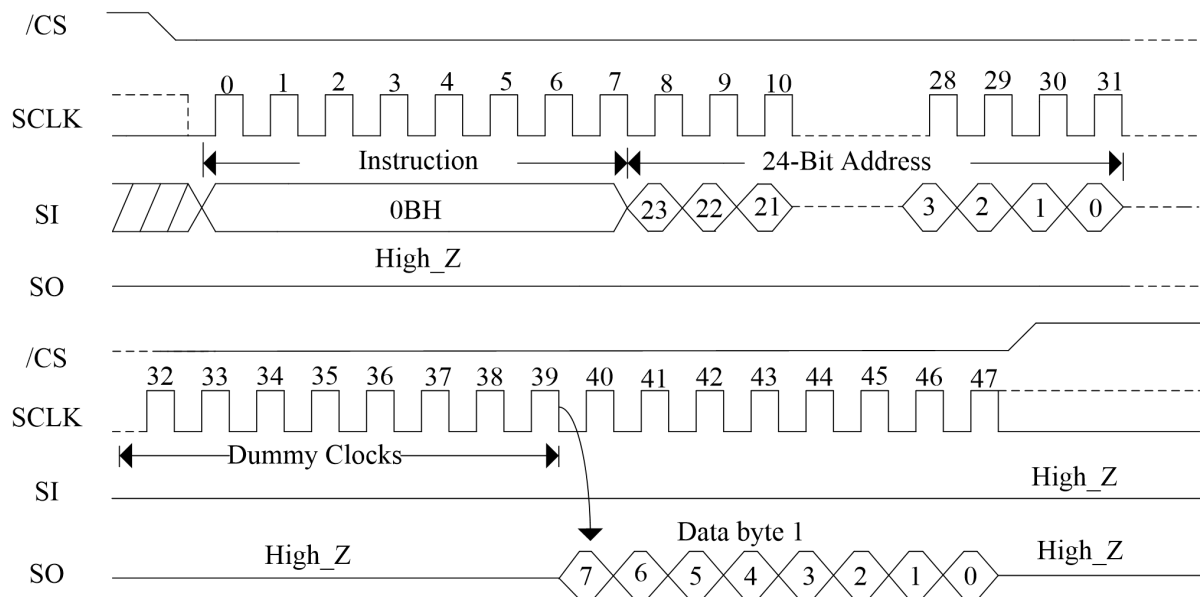 /CS
0 1 2 3 4 5 6 7 8 9 10 28 29 30 31
SCLK
Instruction 24-Bit Address
SI 0BH 23 22 21 3 2 1 0
High_Z
SO
/CS
32 33 34 35 36 37 38 39 40 41 42 43 44 45 46 47
SCLK
Dummy Clocks
SI High_Z
High_Z Data byte 1 High_Z
SO 7 6 5 4 3 2 1 0